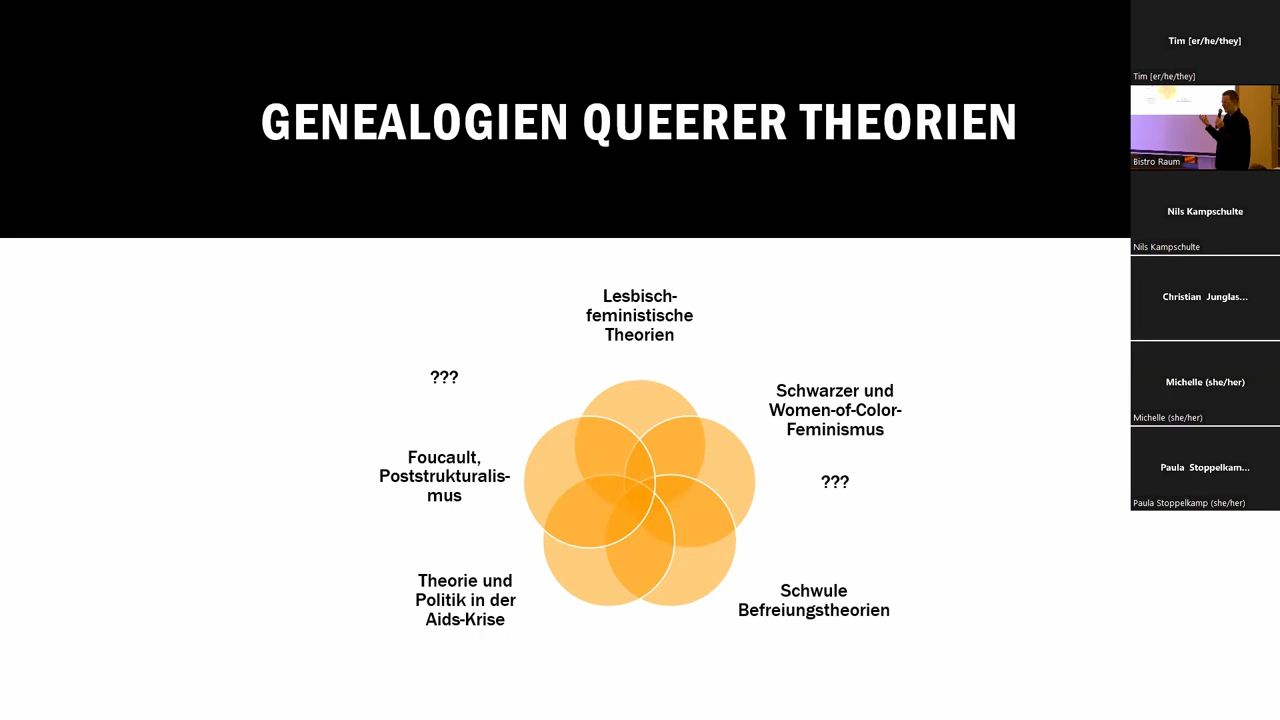 GENEALOGIEN QUEERER THEORIEN
Lesbisch-
feministische
Theorien
???
Schwarzer und
Women-of-Color-
Feminismus
Foucault,
Poststrukturalis-
mus
???
Theorie und
Politik in der
Aids-Krise
Schwule
Befreiungstheorien
Tim [er/he/they]
Tim [er/he/they]
Bistro Raum
Nils Kampschulte
Nils Kampschulte
Christian Junglas...
Michelle (she/her)
Michelle (she/her)
Paula Stoppelkam...
Paula Stoppelkamp (she/her)